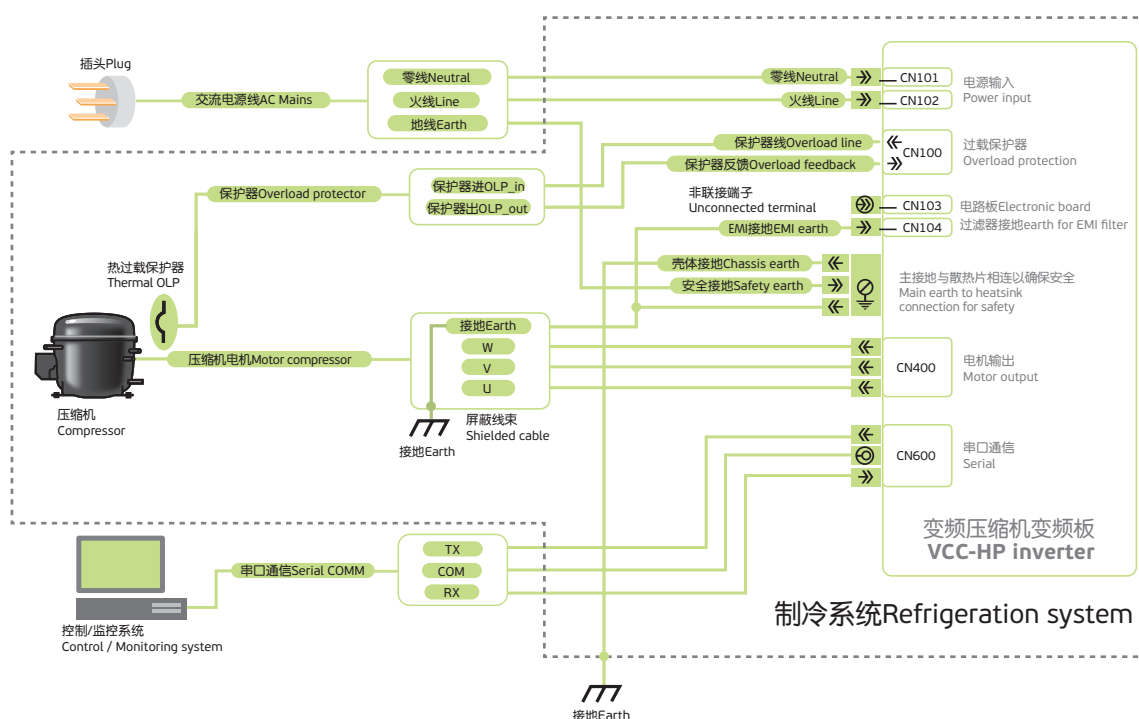 插头Plug
交流电源线AC Mains
零线Neutral
火线Line
地线Earth
零线Neutral
火线Line
CN101
CN102
电源输入
Power input
保护器线Overload line
保护器反馈Overload feedback
CN100
过载保护器
Overload protection
保护器Overload protector
保护器进OLP_in
保护器出OLP_out
非联接端子
Unconnected terminal
EMI接地EMI earth
CN103
CN104
电路板Electronic board
过滤器接地earth for EMI filter
热过载保护器
Thermal OLP
壳体接地Chassis earth
安全接地Safety earth
主接地与散热片相连以确保安全
Main earth to heatsink
connection for safety
压缩机电机Motor compressor
接地Earth
W
V
U
CN400
电机输出
Motor output
压缩机
Compressor
接地Earth
屏蔽线束
Shielded cable
CN600
串口通信
Serial
变频压缩机变频板
VCC-HP inverter
串口通信Serial COMM
TX
COM
RX
控制/监控系统
Control / Monitoring system
制冷系统Refrigeration system
接地Earth